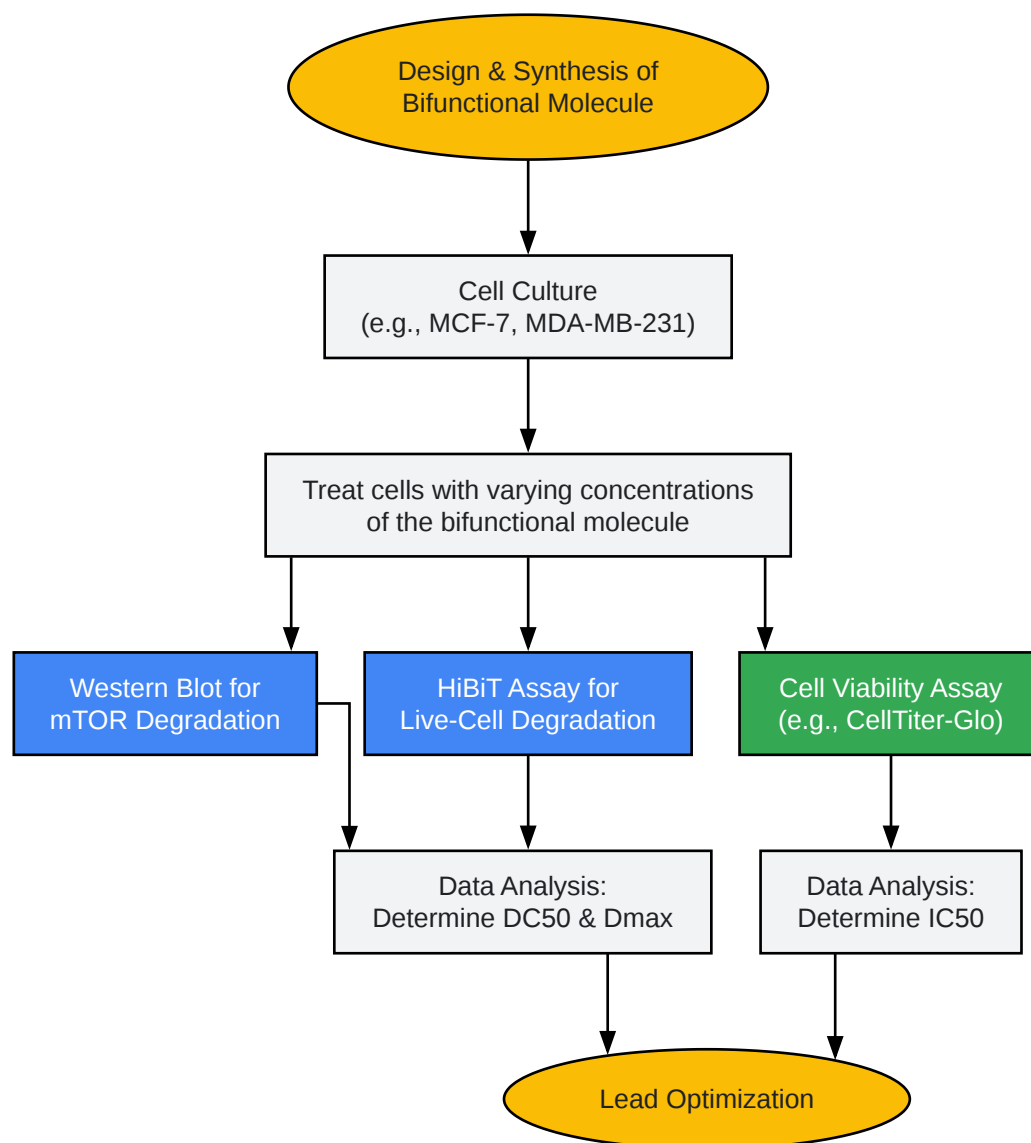 Design & Synthesis of
Bifunctional Molecule
Cell Culture
(e.g., MCF-7, MDA-MB-231)
Treat cells with varying concentrations
of the bifunctional molecule
Western Blot for
mTOR Degradation
HiBiT Assay for
Live-Cell Degradation
Cell Viability Assay
(e.g., CellTiter-Glo)
Data Analysis:
Determine DC50 & Dmax
Data Analysis:
Determine IC50
Lead Optimization